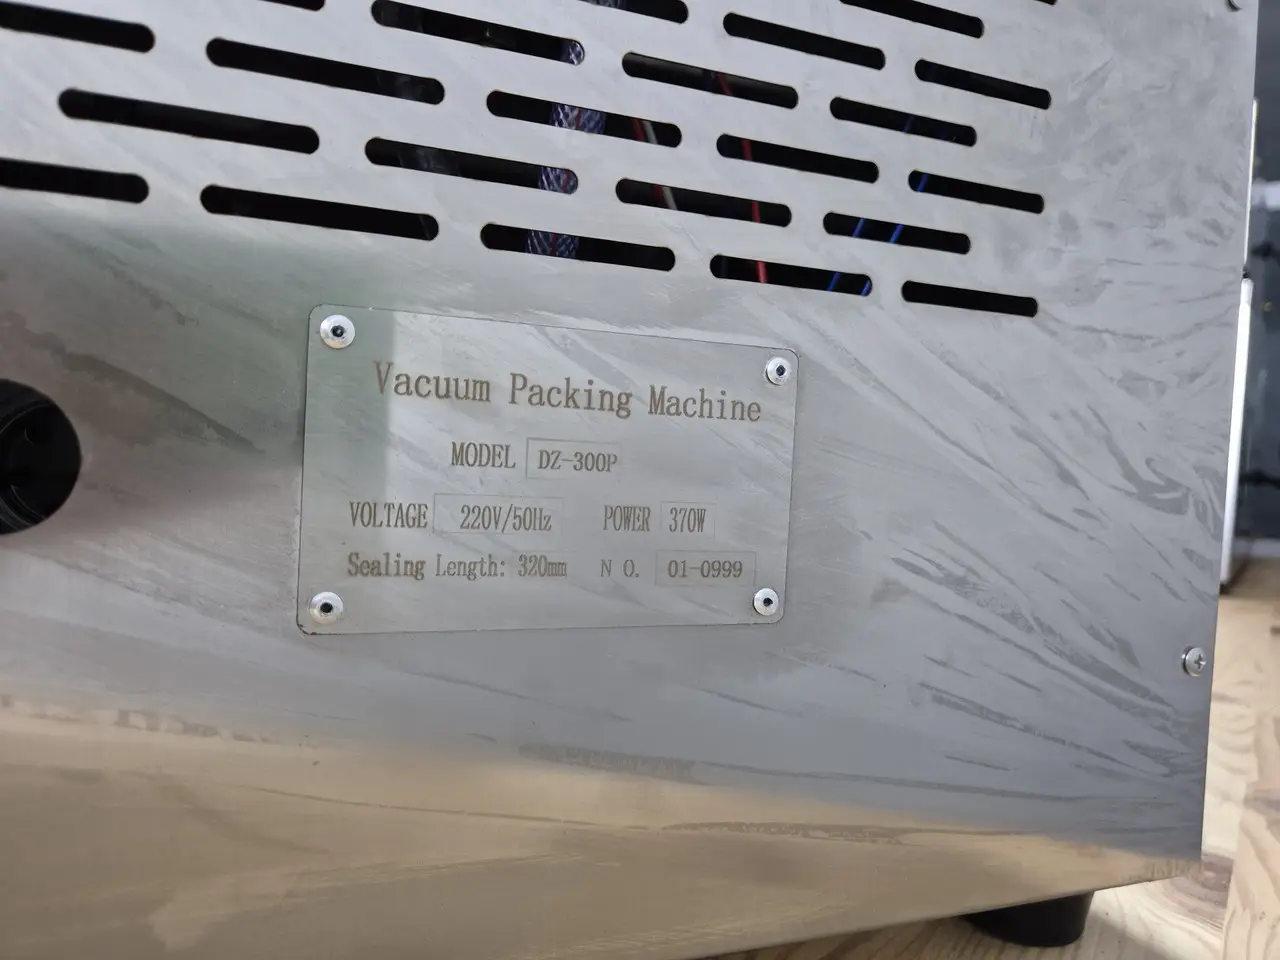 Vacuum Packing Machine
MODEL DZ-300P
VOLTAGE 220V/50Hz POWER 370W
Sealing Length: 320mm N O. 01-0999